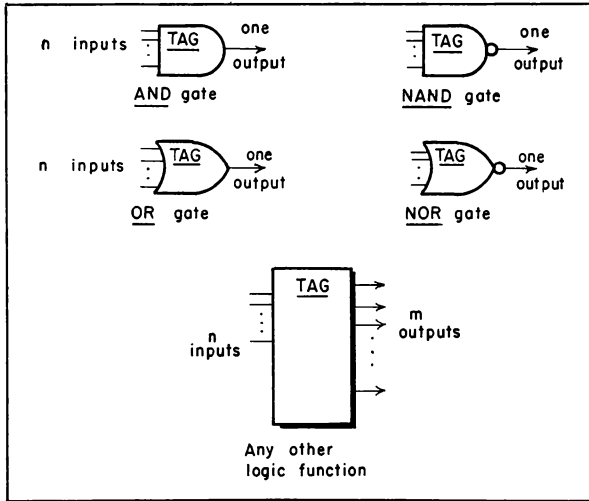 n inputs TAG one output
AND gate
TAG one output
NAND gate
n inputs TAG one output
OR gate
TAG one output
NOR gate
TAG
n inputs
m outputs
Any other
logic function